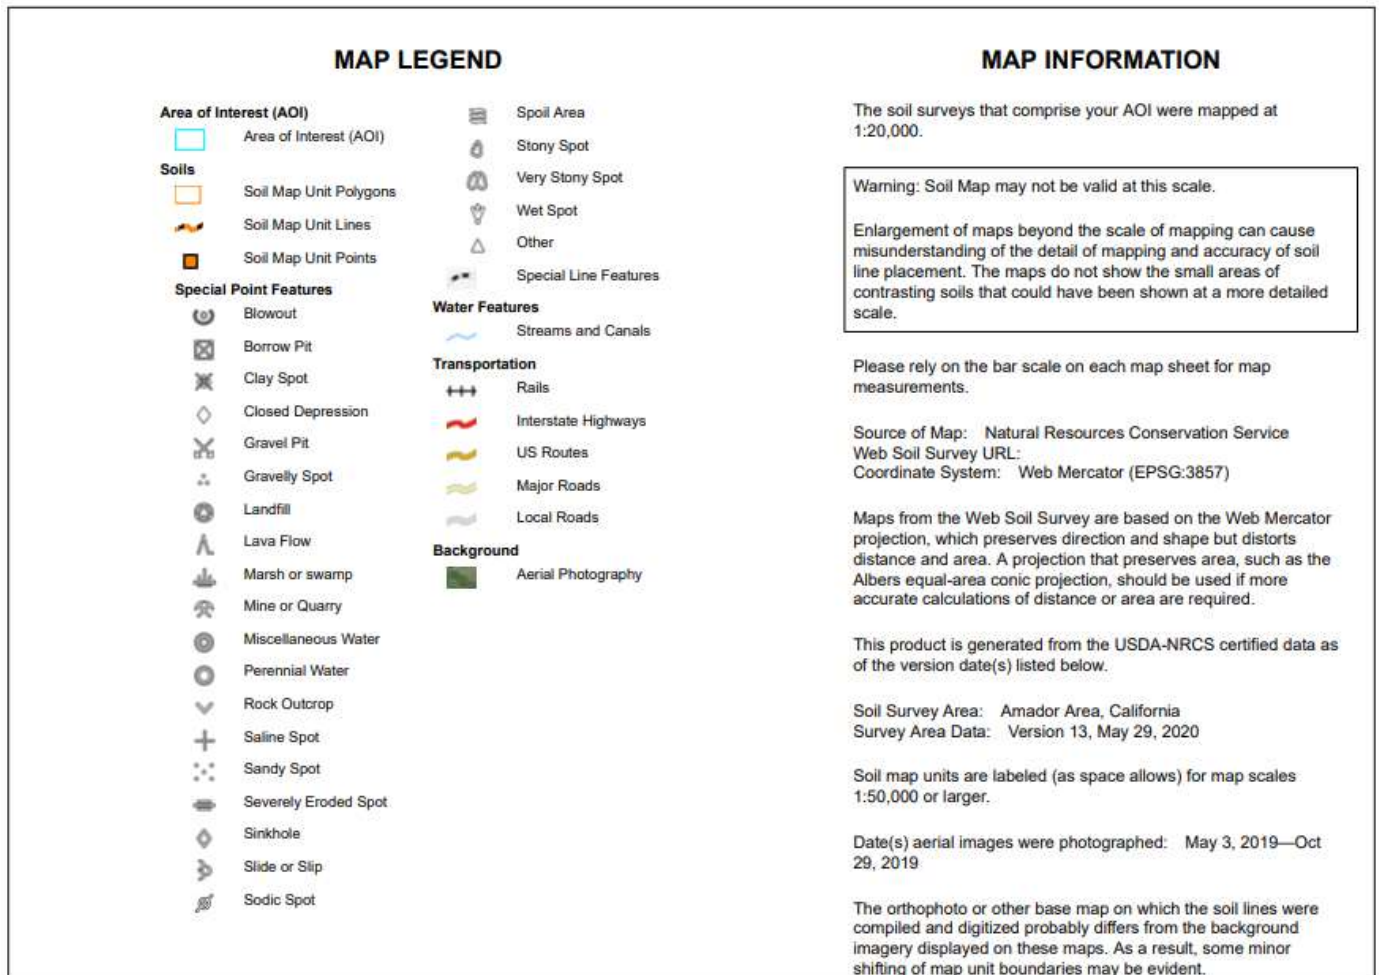 MAP LEGEND
Area of Interest (AOI)
Area of Interest (AOI)
Soils
Soil Map Unit Polygons
Soil Map Unit Lines
Soil Map Unit Points
Special Point Features
Blowout
Borrow Pit
Clay Spot
Closed Depression
Gravel Pit
Gravelly Spot
Landfill
Lava Flow
Marsh or swamp
Mine or Quarry
Miscellaneous Water
Perennial Water
Rock Outcrop
Saline Spot
Sandy Spot
Severely Eroded Spot
Sinkhole
Slide or Slip
Sodic Spot
Spoil Area
Stony Spot
Very Stony Spot
Wet Spot
Other
Special Line Features
Water Features
Streams and Canals
Transportation
Rails
Interstate Highways
US Routes
Major Roads
Local Roads
Background
Aerial Photography
MAP INFORMATION
The soil surveys that comprise your AOI were mapped at
1:20,000.
Warning: Soil Map may not be valid at this scale.
Enlargement of maps beyond the scale of mapping can cause
misunderstanding of the detail of mapping and accuracy of soil
line placement. The maps do not show the small areas of
contrasting soils that could have been shown at a more detailed
scale.
Please rely on the bar scale on each map sheet for map
measurements.
Source of Map: Natural Resources Conservation Service
Web Soil Survey URL:
Coordinate System: Web Mercator (EPSG:3857)
Maps from the Web Soil Survey are based on the Web Mercator
projection, which preserves direction and shape but distorts
distance and area. A projection that preserves area, such as the
Albers equal-area conic projection, should be used if more
accurate calculations of distance or area are required.
This product is generated from the USDA-NRCS certified data as
of the version date(s) listed below.
Soil Survey Area: Amador Area, California
Survey Area Data: Version 13, May 29, 2020
Soil map units are labeled (as space allows) for map scales
1:50,000 or larger.
Date(s) aerial images were photographed: May 3, 2019—Oct
29, 2019
The orthophoto or other base map on which the soil lines were
compiled and digitized probably differs from the background
imagery displayed on these maps. As a result, some minor
shifting of map unit boundaries may be evident.